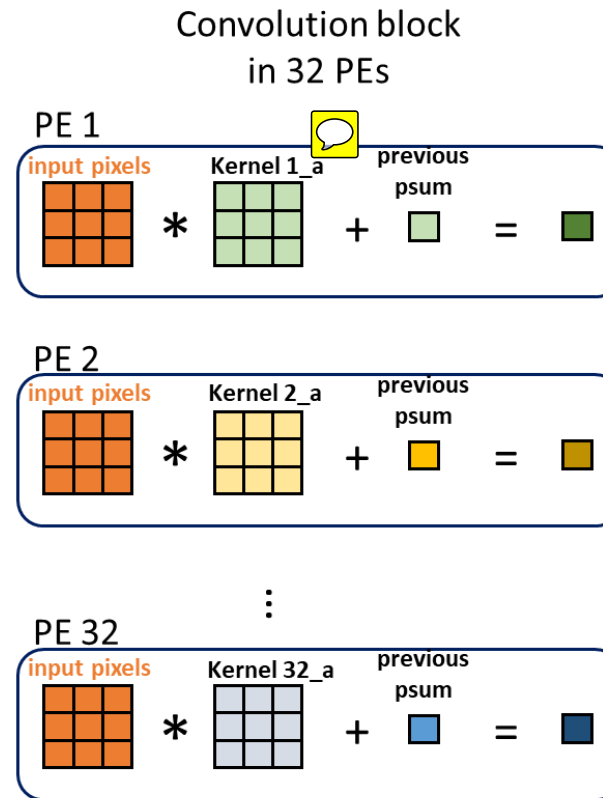 Convolution block
in 32 PEs
PE 1
input pixels
Kernel 1_a
previous
psum
* + =
PE 2
input pixels
Kernel 2_a
previous
psum
* + =
⋮
PE 32
input pixels
Kernel 32_a
previous
psum
* + =